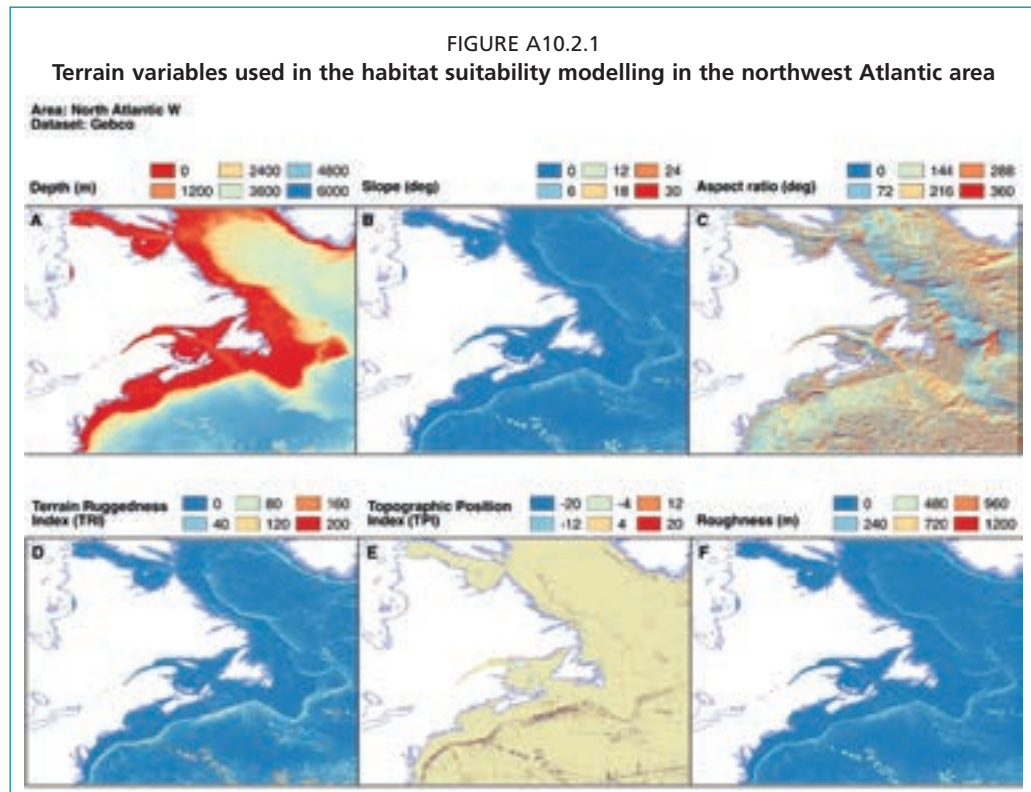 FIGURE A10.2.1
Terrain variables used in the habitat suitability modelling in the northwest Atlantic area
Area: North Atlantic W
Dataset: Gebco
Depth (m) 0 2400 4800
1200 3600 6000
Slope (deg) 0 12 24
6 18 30
Aspect ratio (deg) 0 144 288
72 216 360
A B C
Terrain Ruggedness Index (TRI) 0 80 160
40 120 200
Topographic Position Index (TPI) -20 -4 12
-12 4 20
Roughness (m) 0 480 960
240 720 1200
D E F